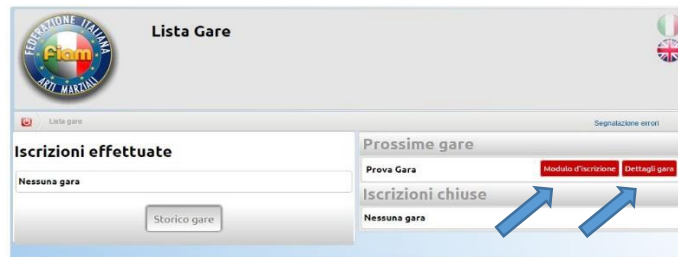 FEDERAZIONE ITALIANA
Fiam
ARTI MARZIALI
Lista Gare
Lista gare
Segnalazione errori
Iscrizioni effettuate
Nessuna gara
Storico gare
Prossime gare
Prova Gara
Modulo d'iscrizione
Dettagli gara
Iscrizioni chiuse
Nessuna gara